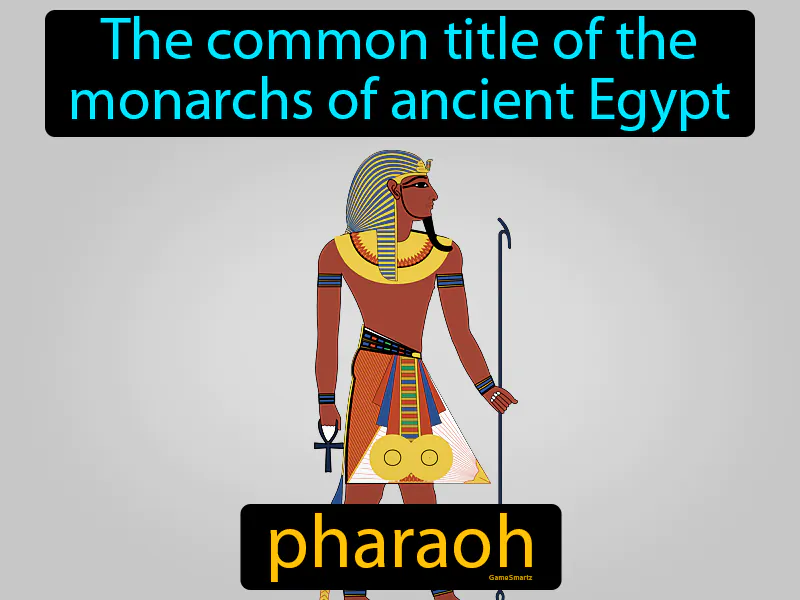 The common title of the
monarchs of ancient Egypt
pharaoh
GameSmartz